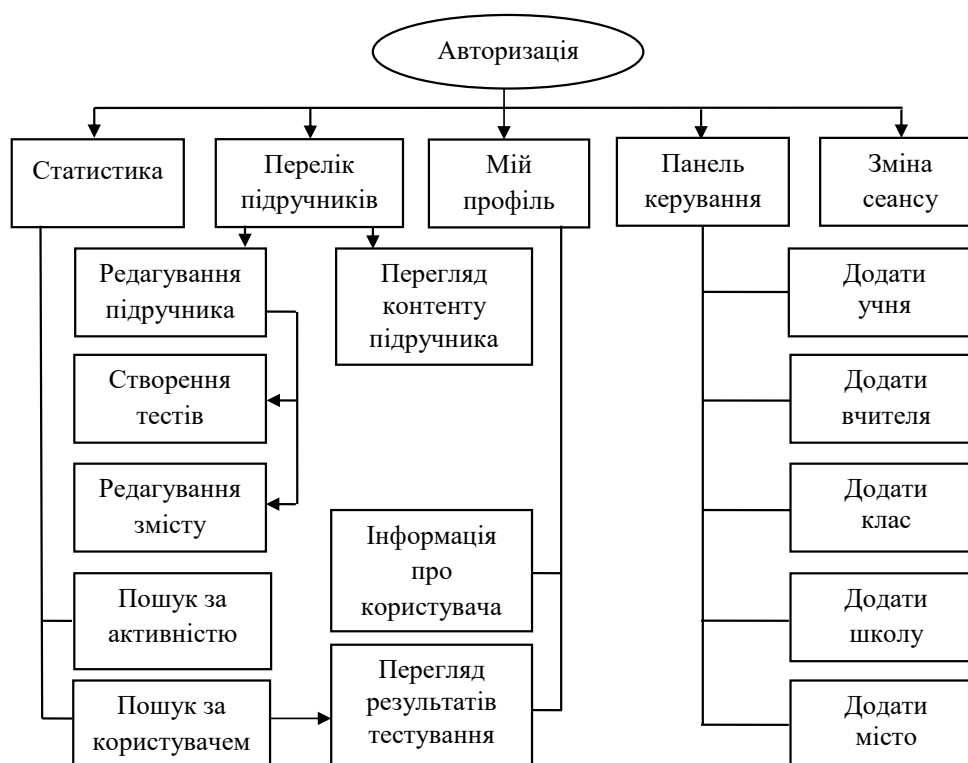 Авторизація
Статистика
Перелік
підручників
Мій
профіль
Панель
керування
Зміна
сеансу
Редагування
підручника
Перегляд
контенту
підручника
Додати
учня
Створення
тестів
Додати
вчителя
Редагування
змісту
Інформація
про
користувача
Додати
клас
Пошук за
активністю
Додати
школу
Пошук за
користувачем
Перегляд
результатів
тестування
Додати
місто